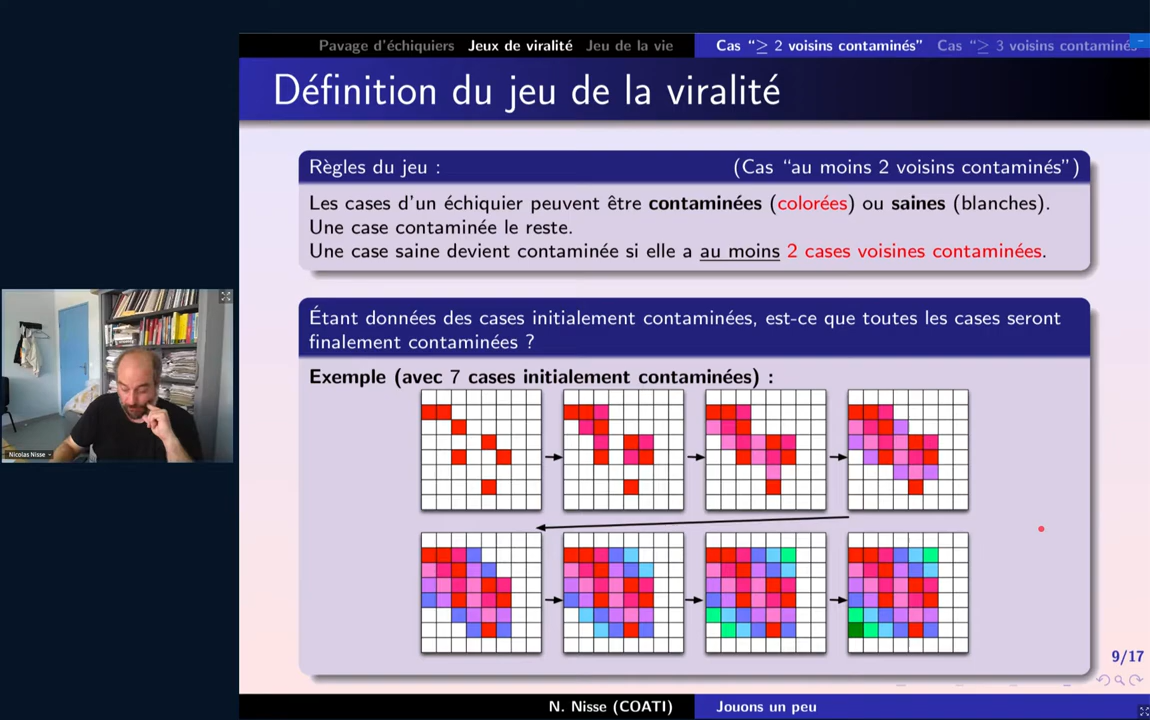 Pavage d'échiquiers Jeux de viralité Jeu de la vie Cas “≥ 2 voisins contaminés” Cas “≥ 3 voisins contaminés
Définition du jeu de la viralité
Règles du jeu : (Cas “au moins 2 voisins contaminés”)
Les cases d'un échiquier peuvent être contaminées (colorées) ou saines (blanches).
Une case contaminée le reste.
Une case saine devient contaminée si elle a au moins 2 cases voisines contaminées.
Étant données des cases initialement contaminées, est-ce que toutes les cases seront
finalement contaminées ?
Exemple (avec 7 cases initialement contaminées) :
Nicolas Nisse
9/17
N. Nisse (COATI) Jouons un peu